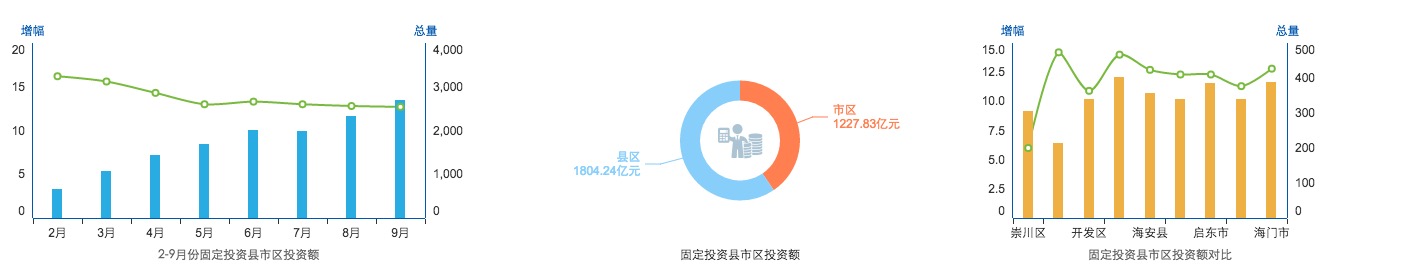 增幅
总量
20
15
10
5
0
4,000
3,000
2,000
1,000
0
2月
3月
4月
5月
6月
7月
8月
9月
2-9月份固定投资县市区投资额
市区
1227.83亿元
县区
1804.24亿元
固定投资县市区投资额
增幅
总量
15.0
12.5
10.0
7.5
5.0
2.5
0
500
400
300
200
100
0
崇川区
开发区
海安县
启东市
海门市
固定投资县市区投资额对比